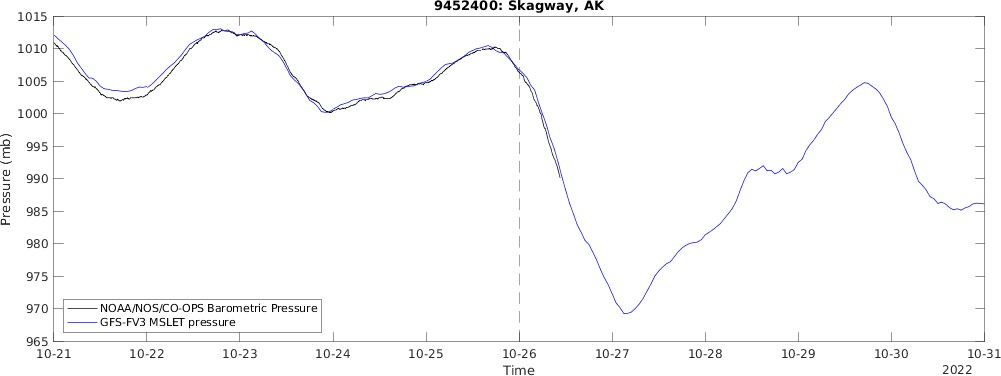 9452400: Skagway, AK
1015
1010
1005
1000
995
990
985
980
975
970
965
Pressure (mb)
NOAA/NOS/CO-OPS Barometric Pressure
GFS-FV3 MSLET pressure
10-21 10-22 10-23 10-24 10-25 10-26 10-27 10-28 10-29 10-30 10-31
Time
2022